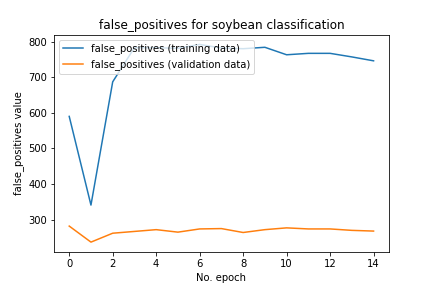 false_positives for soybean classification
800
700
600
500
400
300
false_positives value
false_positives (training data)
false_positives (validation data)
0 2 4 6 8 10 12 14
No. epoch